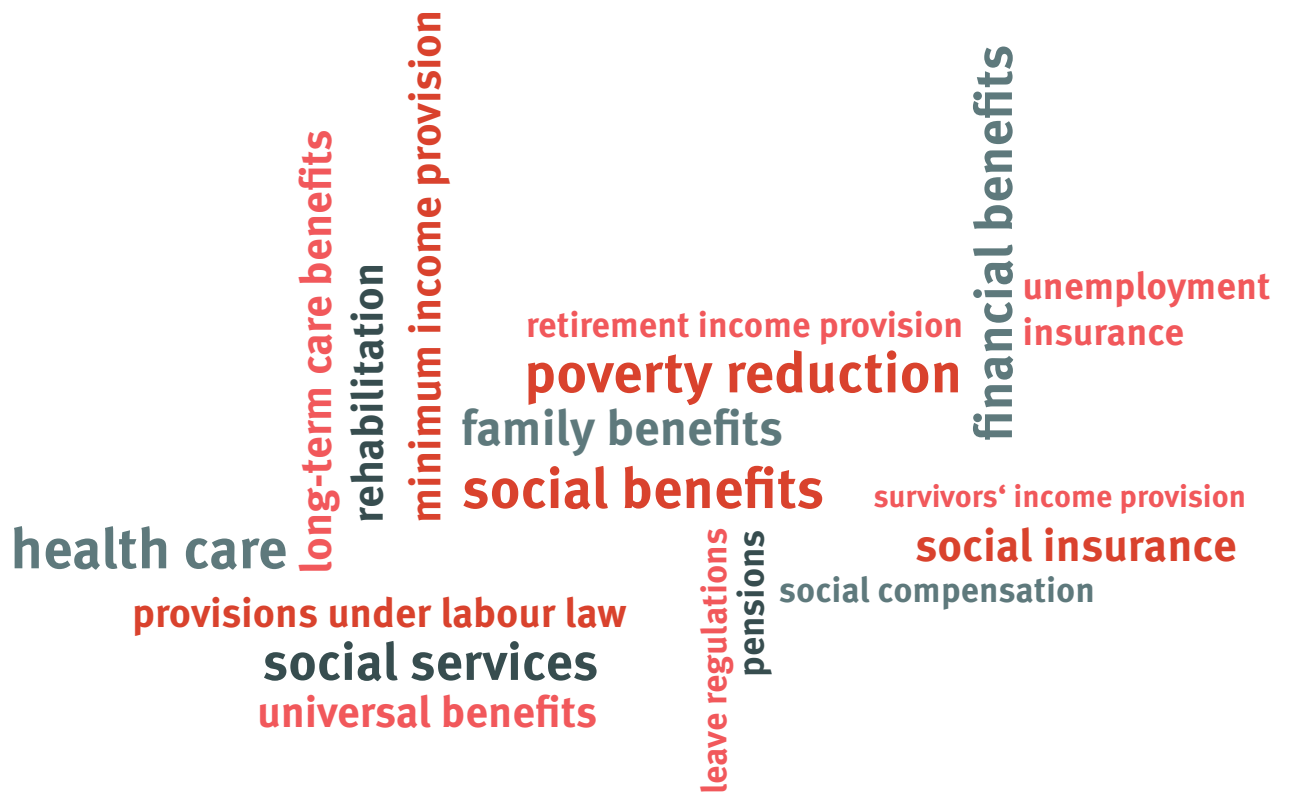 minimum income provision
financial benefits
long-term care benefits
rehabilitation
unemployment
insurance
retirement income provision
poverty reduction
family benefits
social benefits
survivors‘ income provision
health care
social insurance
leave regulations
pensions
social compensation
provisions under labour law
social services
universal benefits